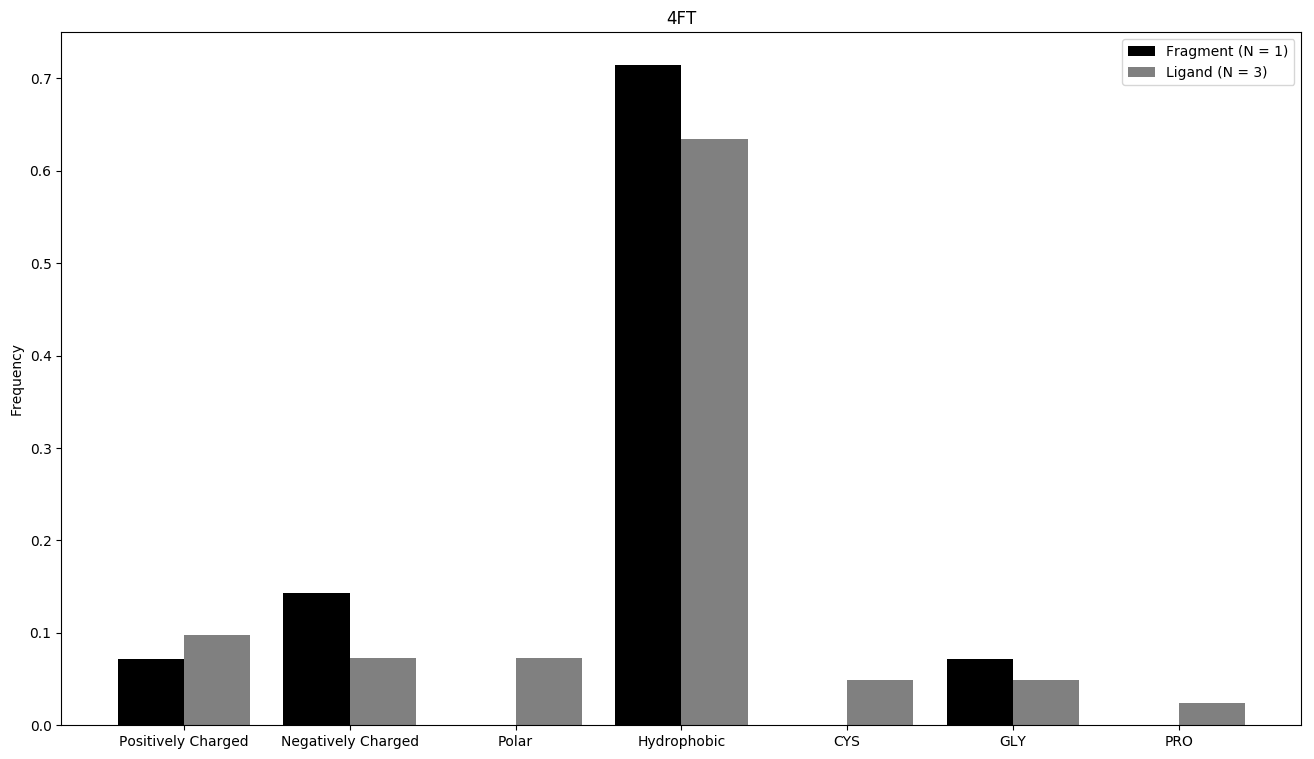 4FT
Fragment (N = 1)
Ligand (N = 3)
Frequency
0.7
0.6
0.5
0.4
0.3
0.2
0.1
0.0
Positively Charged Negatively Charged Polar Hydrophobic CYS GLY PRO